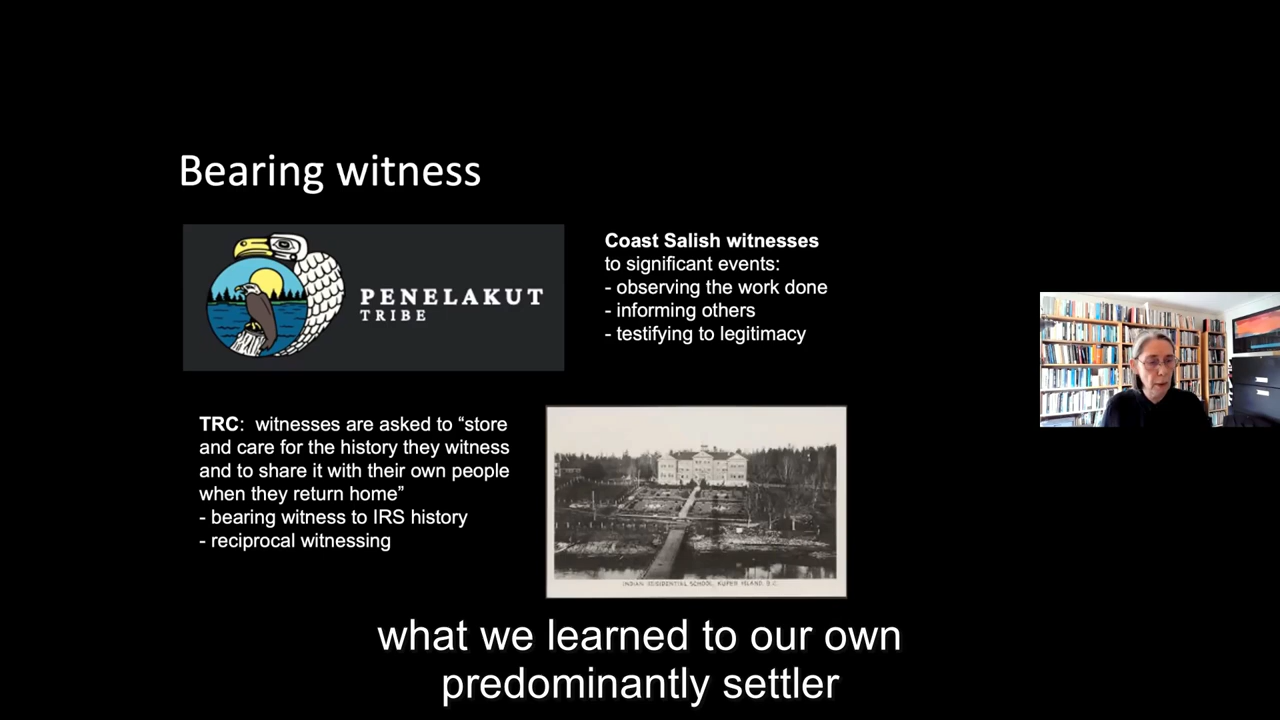 Bearing witness
PENELAKUT
TRIBE
Coast Salish witnesses
to significant events:
- observing the work done
- informing others
- testifying to legitimacy
TRC:  witnesses are asked to “store
and care for the history they witness
and to share it with their own people
when they return home”
- bearing witness to IRS history
- reciprocal witnessing
INDIAN RESIDENTIAL SCHOOL, KUPER ISLAND, B.C.
what we learned to our own
predominantly settler